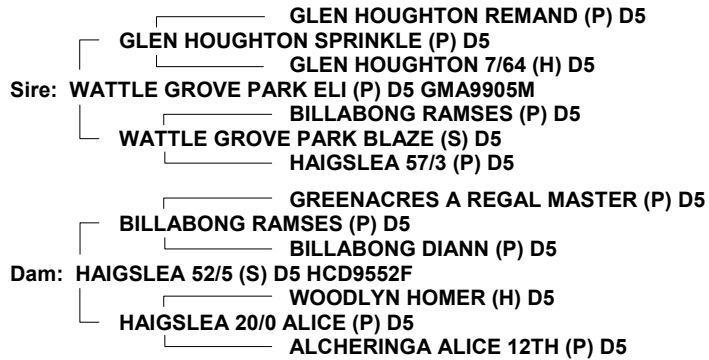 GLEN HOUGHTON REMAND (P) D5
GLEN HOUGHTON SPRINKLE (P) D5
GLEN HOUGHTON 7/64 (H) D5
Sire: WATTLE GROVE PARK ELI (P) D5 GMA9905M
BILLABONG RAMSES (P) D5
WATTLE GROVE PARK BLAZE (S) D5
HAIGSLEA 57/3 (P) D5
GREENACRES A REGAL MASTER (P) D5
BILLABONG RAMSES (P) D5
BILLABONG DIANN (P) D5
Dam: HAIGSLEA 52/5 (S) D5 HCD9552F
WOODLYN HOMER (H) D5
HAIGSLEA 20/0 ALICE (P) D5
ALCHERINGA ALICE 12TH (P) D5